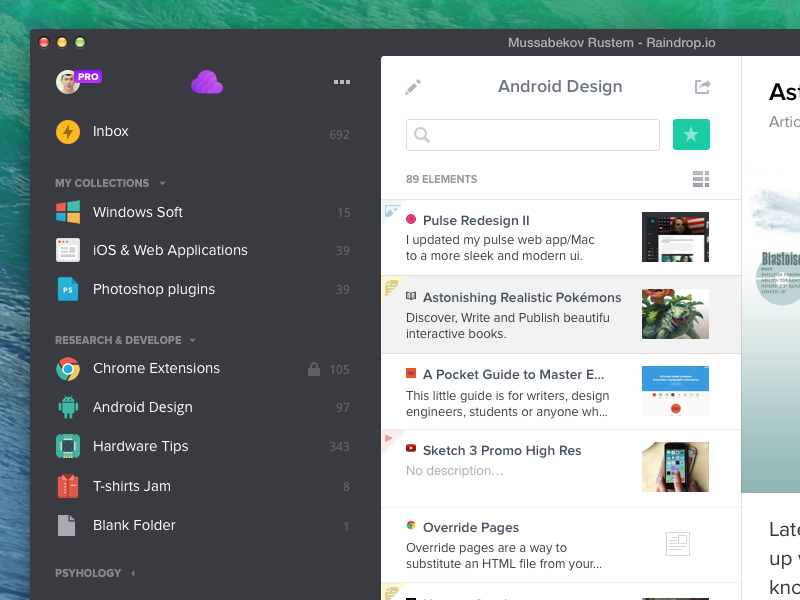 Mussabekov Rustem - Raindrop.io
PRO
Inbox
692
MY COLLECTIONS
Windows Soft
15
iOS & Web Applications
39
PS
Photoshop plugins
39
RESEARCH & DEVELOPE
Chrome Extensions
105
Android Design
97
Hardware Tips
343
T-shirts Jam
8
Blank Folder
1
PSYHOLOGY
Android Design
89 ELEMENTS
Pulse Redesign II
I updated my pulse web app/Mac
to a more sleek and modern ui.
Astonishing Realistic Pokémons
Discover, Write and Publish beautifu
interactive books.
A Pocket Guide to Master E...
This little guide is for writers, design
engineers, students or anyone wh...
Sketch 3 Promo High Res
No description...
Override Pages
Override pages are a way to
substitute an HTML file from your...
Ast
Artic
Blastoise
Late
up w
kno